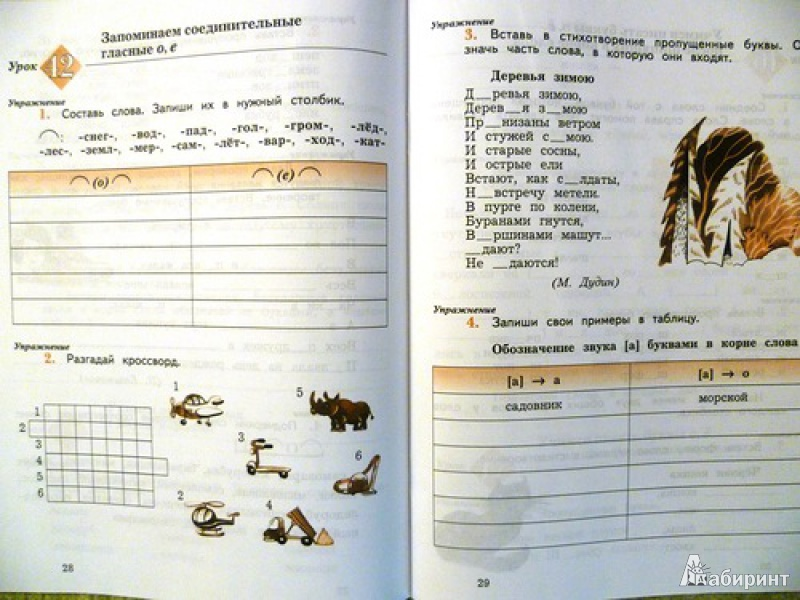 Урок 12
Запоминаем соединительные
гласные о, е
Упражнение
1. Составь слова. Запиши их в нужный столбик.
: -снег-, -вод-, -пад-, -гол-, -гром-, -лёд-,
-лес-, -земл-, -мер-, -сам-, -лёт-, -вар-, -ход-, -кат-
(о) (е)
Упражнение
2. Разгадай кроссворд.
1
2
3
4
5
6
1
5
3
6
2
4
28
Упражнение
3. Вставь в стихотворение пропущенные буквы.
значь часть слова, в которую они входят.
Деревья зимою
Д__ревья зимою,
Дерев__я з__мою
Пр__низаны ветром
И стужей с__мою.
И старые сосны,
И острые ели
Встают, как с__лдаты,
Н__встречу метели.
В пурге по колени,
Буранами гнутся,
В__ршинами машут...
__дают?
Не __даются!
(М. Дудин)
Упражнение
4. Запиши свои примеры в таблицу.
Обозначение звука [а] буквами в корне слова
[а] → а [а] → о
садовник морской
29
Лабиринт